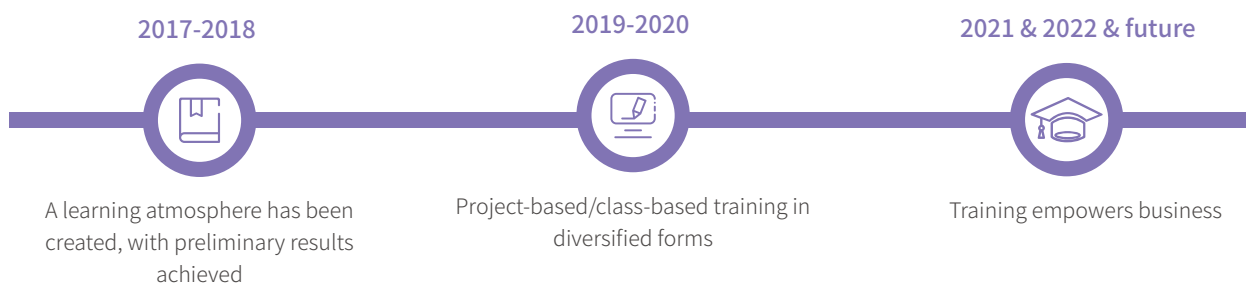 2017-2018
A learning atmosphere has been
created, with preliminary results
achieved
2019-2020
Project-based/class-based training in
diversified forms
2021 & 2022 & future
Training empowers business